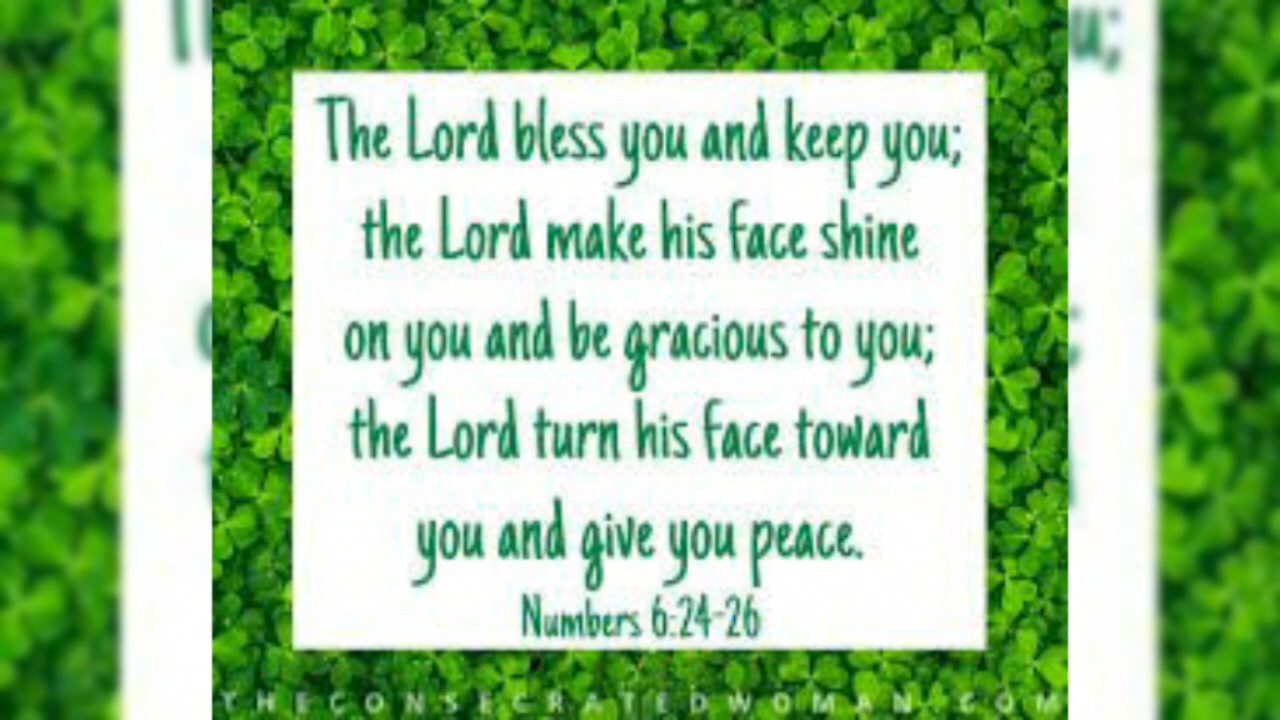 The Lord bless you and keep you;
the Lord make his face shine
on you and be gracious to you;
the Lord turn his face toward
you and give you peace.
Numbers 6:24-26
THECONSECRATEDWOMAN.COM